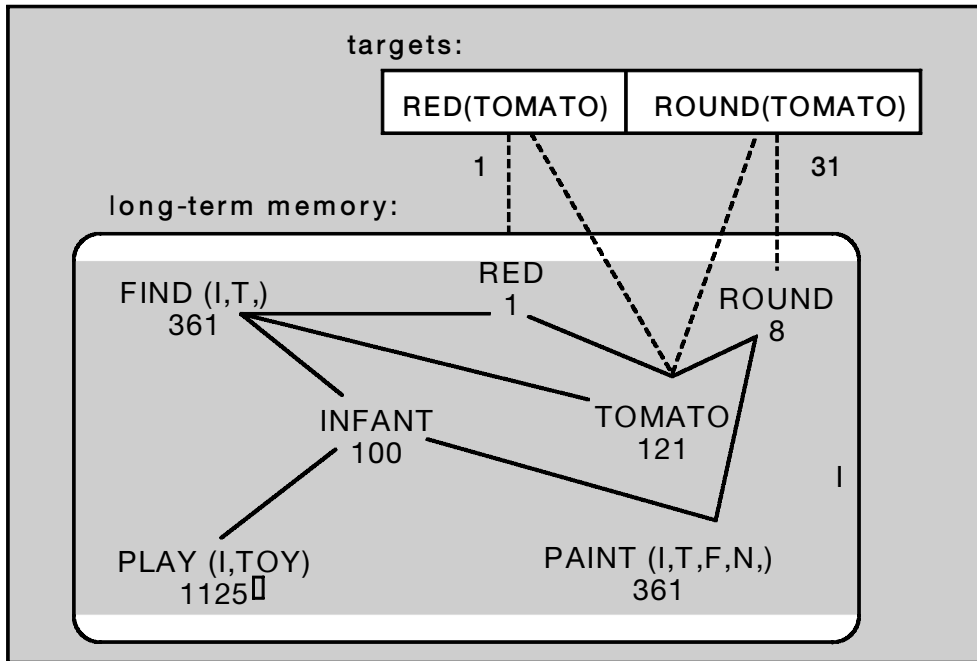 targets:
RED(TOMATO) ROUND(TOMATO)
1 31
long-term memory:
RED
1
FIND (I,T,)
361
ROUND
8
INFANT
100
TOMATO
121
I
PLAY (I,TOY)
1125
PAINT (I,T,F,N,)
361